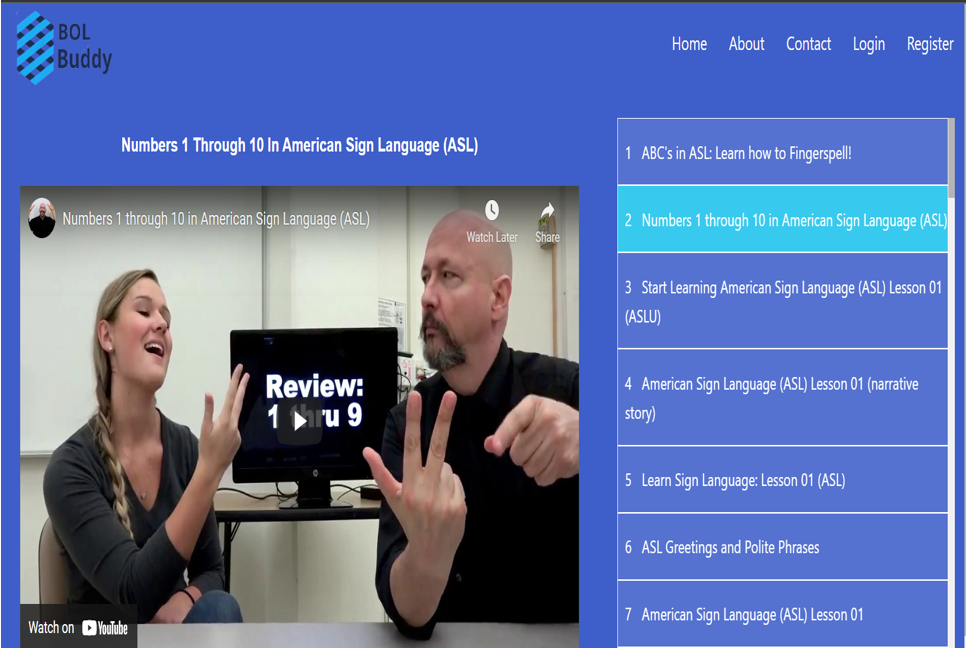 BOL
Buddy
Home About Contact Login Register
Numbers 1 Through 10 In American Sign Language (ASL)
Numbers 1 through 10 in American Sign Language (ASL)
Watch Later Share
Review:
1 thru 9
Watch on YouTube
1 ABC's in ASL: Learn how to Fingerspell!
2 Numbers 1 through 10 in American Sign Language (ASL)
3 Start Learning American Sign Language (ASL) Lesson 01
(ASLU)
4 American Sign Language (ASL) Lesson 01 (narrative
story)
5 Learn Sign Language: Lesson 01 (ASL)
6 ASL Greetings and Polite Phrases
7 American Sign Language (ASL) Lesson 01